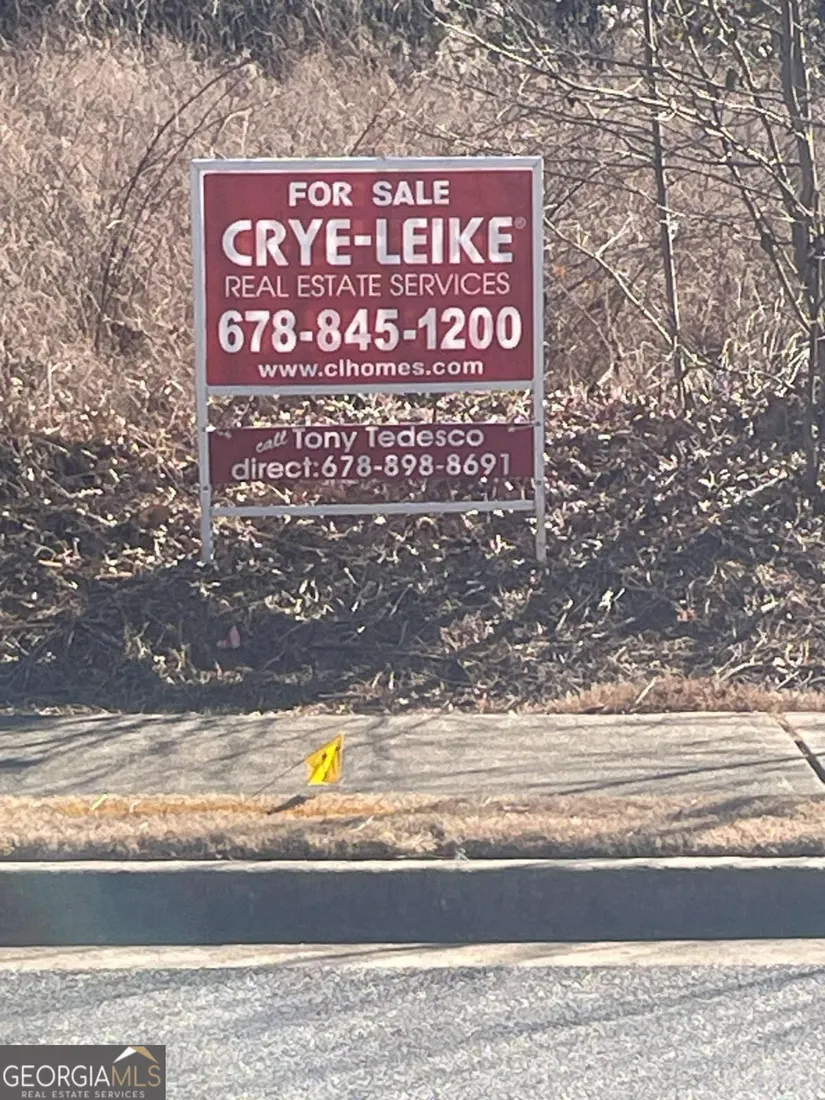 FOR SALE
CRYE-LEIKE®
REAL ESTATE SERVICES
678-845-1200
www.clhomes.com
call Tony Tedesco
direct:678-898-8691
GEORGIAMLS
REAL ESTATE SERVICES